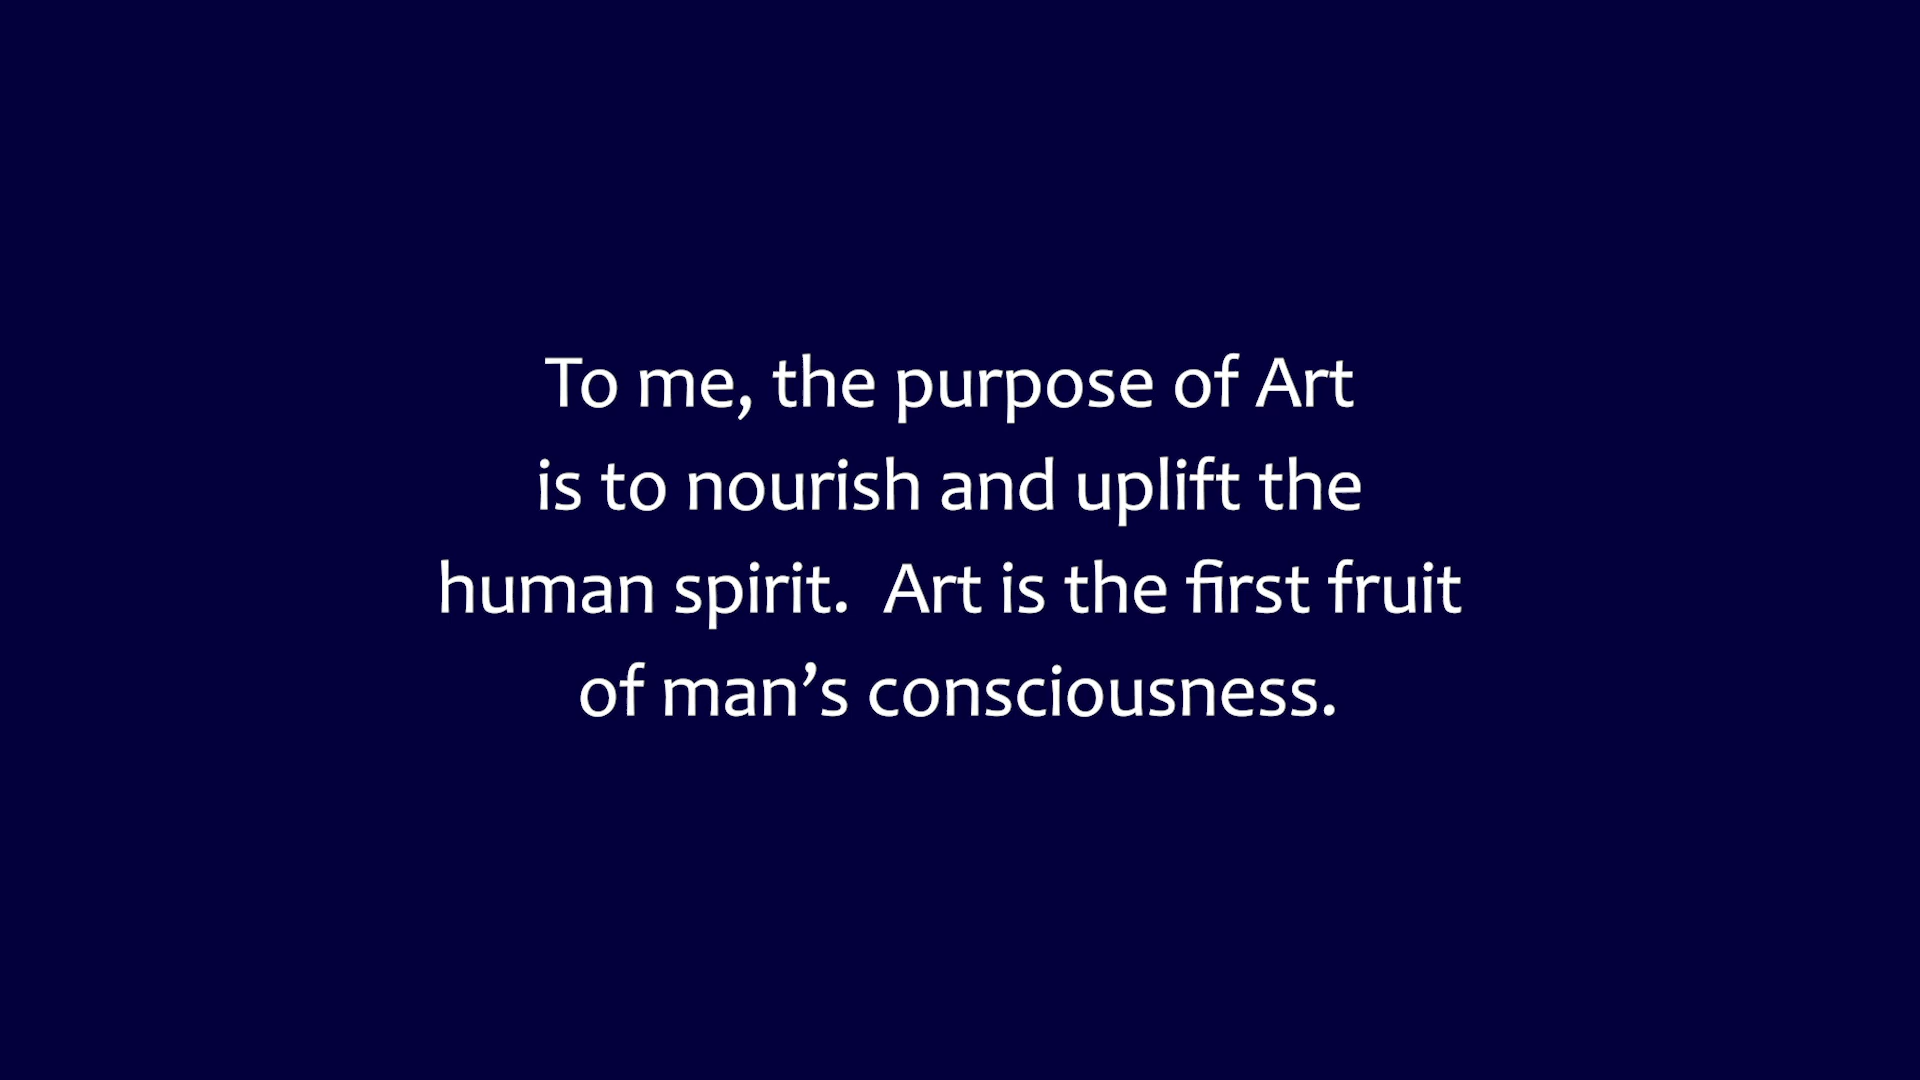 To me, the purpose of Art
is to nourish and uplift the
human spirit.  Art is the first fruit
of man’s consciousness.